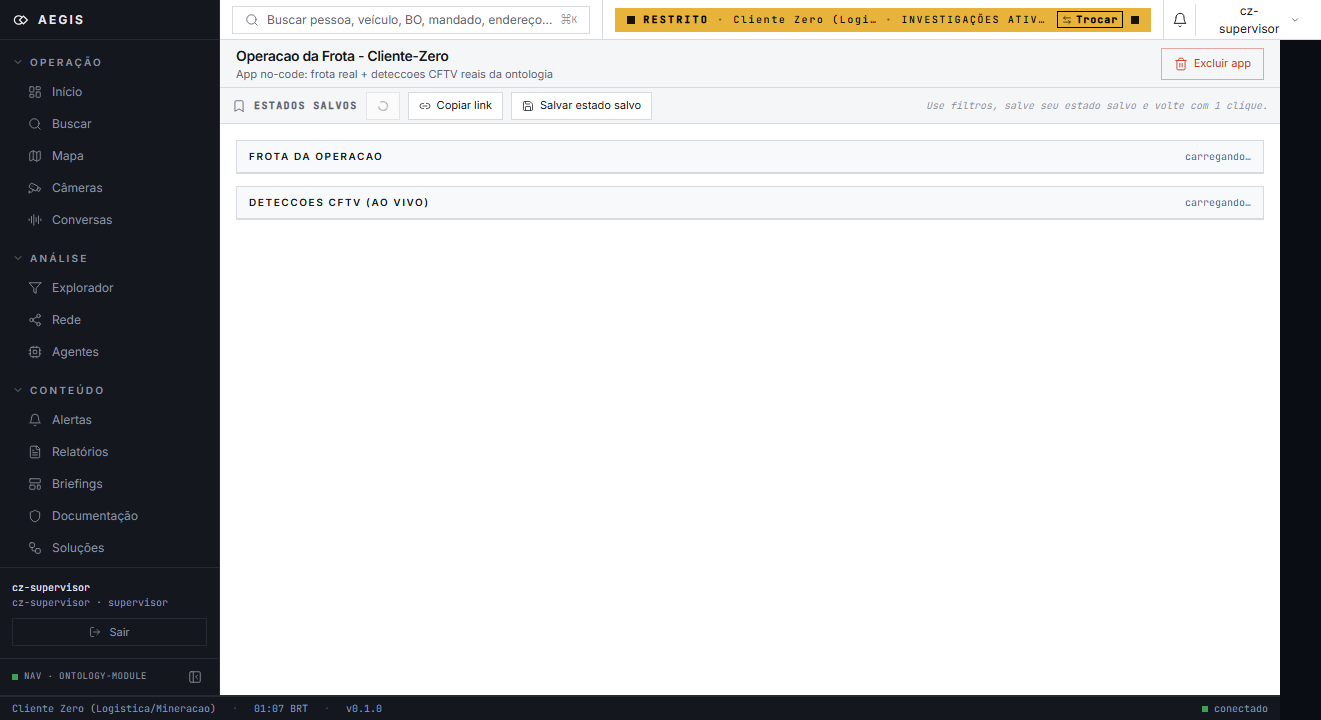 AEGIS
Buscar pessoa, veículo, BO, mandado, endereço... ⌘K
RESTRITO · Cliente Zero (Logi… · INVESTIGAÇÕES ATIV… Trocar
cz-supervisor
OPERAÇÃO
Início
Buscar
Mapa
Câmeras
Conversas
ANÁLISE
Explorador
Rede
Agentes
CONTEÚDO
Alertas
Relatórios
Briefings
Documentação
Soluções
cz-supervisor
cz-supervisor · supervisor
Sair
NAV · ONTOLOGY-MODULE
Operacao da Frota - Cliente-Zero
App no-code: frota real + deteccoes CFTV reais da ontologia
Excluir app
ESTADOS SALVOS
Copiar link
Salvar estado salvo
Use filtros, salve seu estado salvo e volte com 1 clique.
FROTA DA OPERACAO
carregando…
DETECCOES CFTV (AO VIVO)
carregando…
Cliente Zero (Logistica/Mineracao) · 01:07 BRT · v0.1.0
conectado